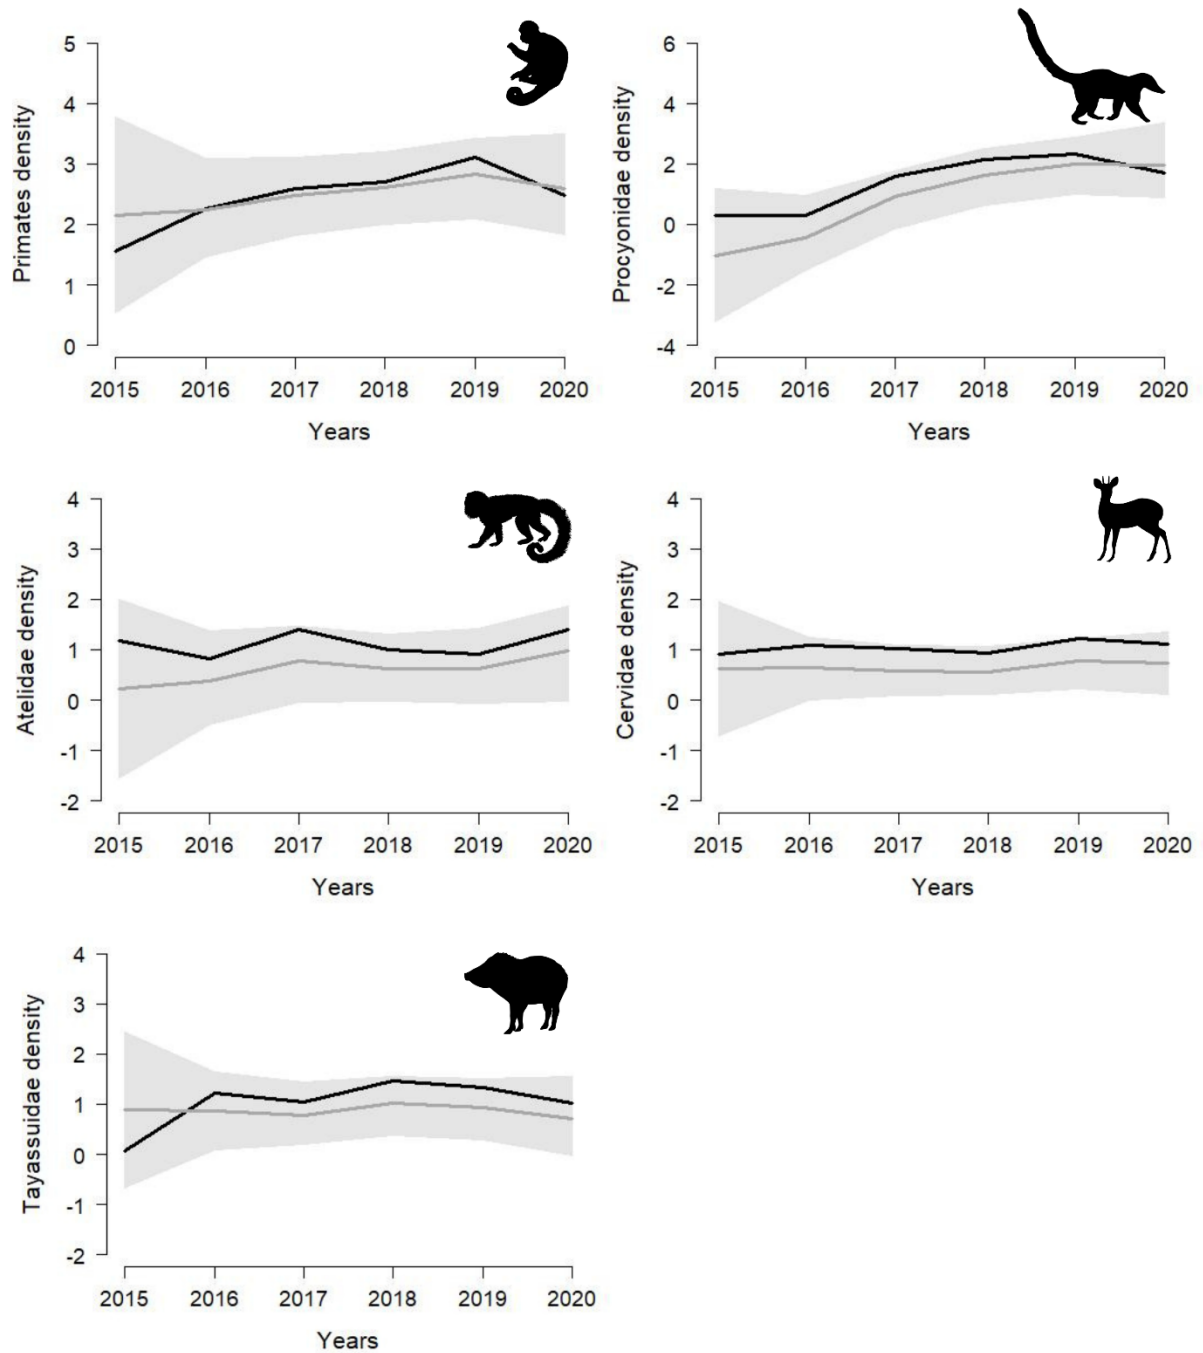 Primates density
5
4
3
2
1
0
2015 2016 2017 2018 2019 2020
Years
Procyonidae density
6
4
2
0
-2
-4
2015 2016 2017 2018 2019 2020
Years
Atelidae density
4
3
2
1
0
-1
-2
2015 2016 2017 2018 2019 2020
Years
Cervidae density
4
3
2
1
0
-1
-2
2015 2016 2017 2018 2019 2020
Years
Tayassuidae density
4
3
2
1
0
-1
-2
2015 2016 2017 2018 2019 2020
Years